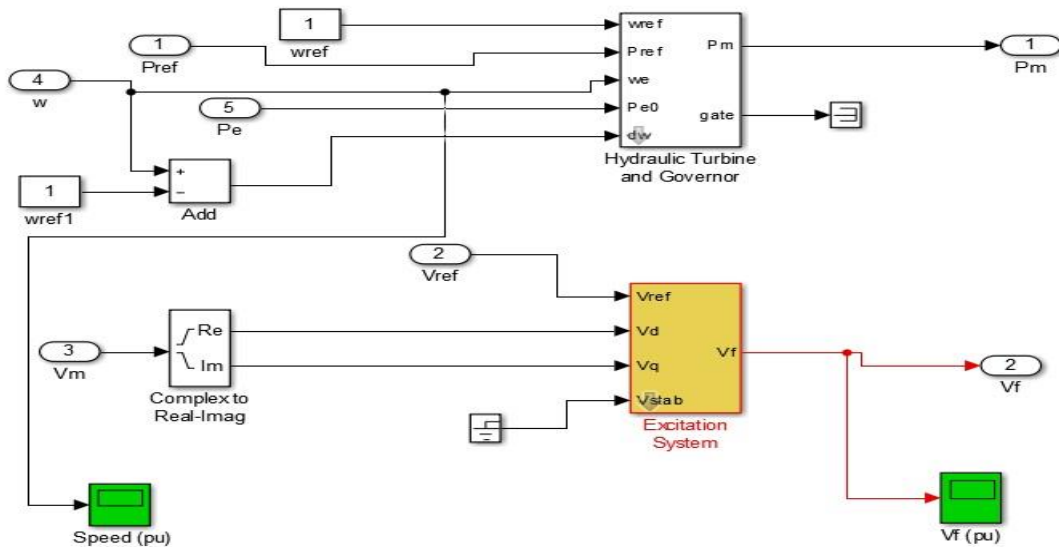 1
wref
1
Pref
4
w
5
Pe
1
wref1
+
−
Add
wref
Pref
we
Pe0
dw
Pm
gate
Hydraulic Turbine
and Governor
1
Pm
2
Vref
3
Vm
Re
Im
Complex to
Real-Imag
Vref
Vd
Vq
Vstab
Vf
Excitation
System
2
Vf
Speed (pu)
Vf (pu)